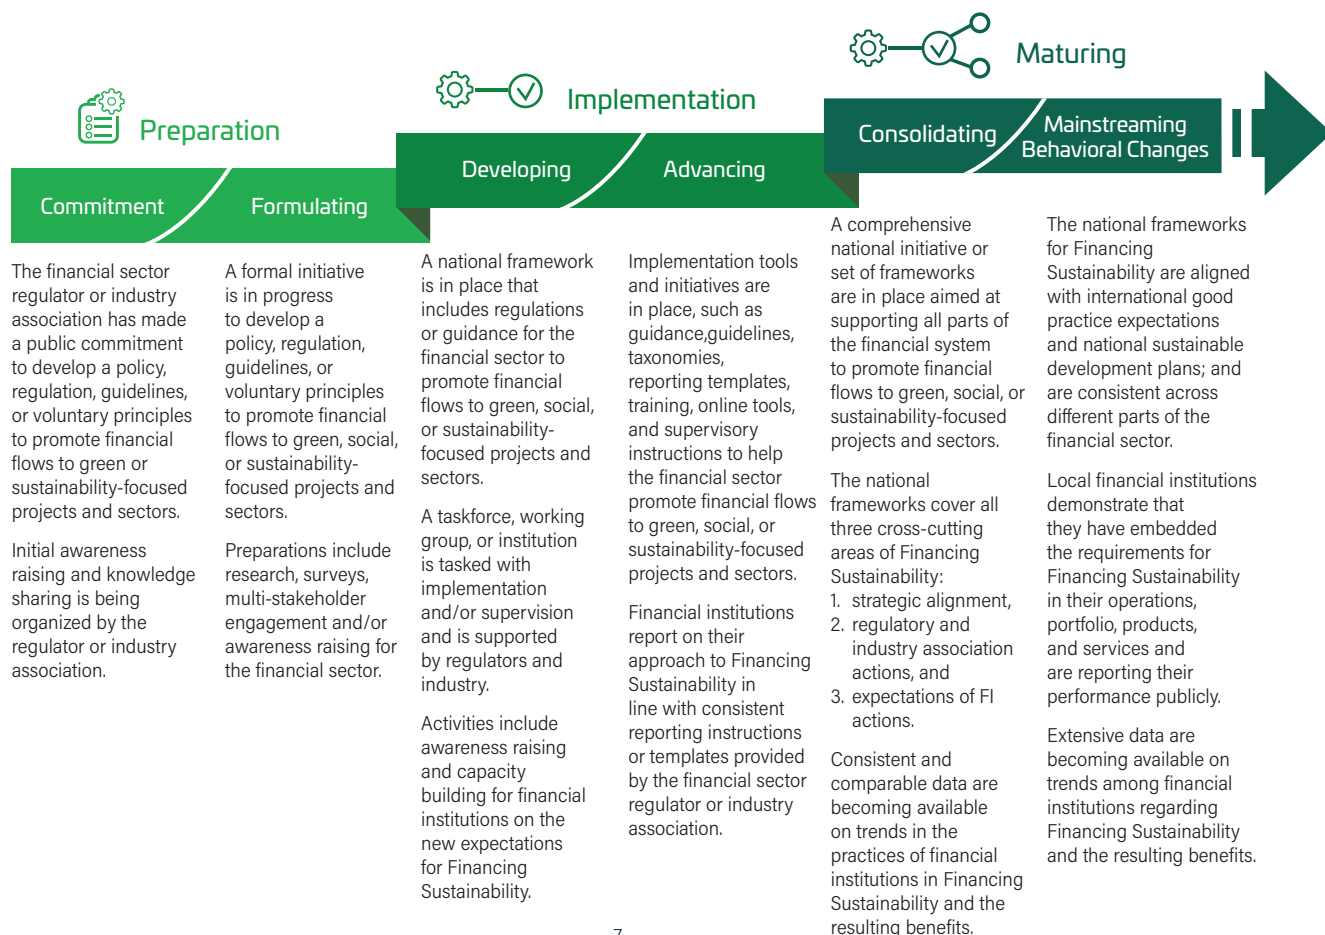 Preparation
Commitment
Formulating
The financial sector
regulator or industry
association has made
a public commitment
to develop a policy,
regulation, guidelines,
or voluntary principles
to promote financial
flows to green or
sustainability-focused
projects and sectors.
Initial awareness
raising and knowledge
sharing is being
organized by the
regulator or industry
association.
A formal initiative
is in progress
to develop a
policy, regulation,
guidelines, or
voluntary principles
to promote financial
flows to green, social,
or sustainability-
focused projects and
sectors.
Preparations include
research, surveys,
multi-stakeholder
engagement and/or
awareness raising for
the financial sector.
Implementation
Developing
Advancing
A national framework
is in place that
includes regulations
or guidance for the
financial sector to
promote financial
flows to green, social,
or sustainability-
focused projects and
sectors.
A taskforce, working
group, or institution
is tasked with
implementation
and/or supervision
and is supported
by regulators and
industry.
Activities include
awareness raising
and capacity
building for financial
institutions on the
new expectations
for Financing
Sustainability.
Implementation tools
and initiatives are
in place, such as
guidance,guidelines,
taxonomies,
reporting templates,
training, online tools,
and supervisory
instructions to help
the financial sector
promote financial flows
to green, social, or
sustainability-focused
projects and sectors.
Financial institutions
report on their
approach to Financing
Sustainability in
line with consistent
reporting instructions
or templates provided
by the financial sector
regulator or industry
association.
Maturing
Consolidating
Mainstreaming
Behavioral Changes
A comprehensive
national initiative or
set of frameworks
are in place aimed at
supporting all parts of
the financial system
to promote financial
flows to green, social, or
sustainability-focused
projects and sectors.
The national
frameworks cover all
three cross-cutting
areas of Financing
Sustainability:
1. strategic alignment,
2. regulatory and
industry association
actions, and
3. expectations of FI
actions.
Consistent and
comparable data are
becoming available
on trends in the
practices of financial
institutions in Financing
Sustainability and the
resulting benefits.
The national frameworks
for Financing
Sustainability are aligned
with international good
practice expectations
and national sustainable
development plans; and
are consistent across
different parts of the
financial sector.
Local financial institutions
demonstrate that
they have embedded
the requirements for
Financing Sustainability
in their operations,
portfolio, products,
and services and
are reporting their
performance publicly.
Extensive data are
becoming available on
trends among financial
institutions regarding
Financing Sustainability
and the resulting benefits.
7